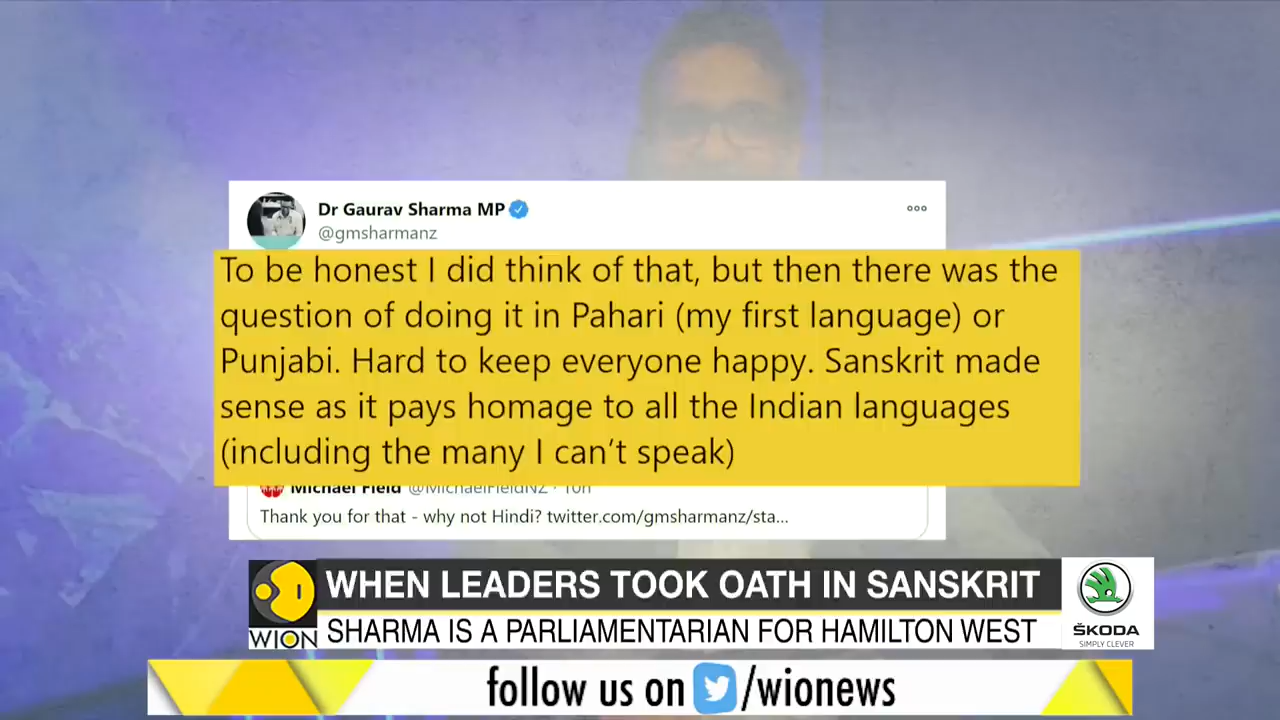 Dr Gaurav Sharma MP
@gmsharmanz
To be honest I did think of that, but then there was the
question of doing it in Pahari (my first language) or
Punjabi. Hard to keep everyone happy. Sanskrit made
sense as it pays homage to all the Indian languages
(including the many I can't speak)
Michael Field @MichaelFieldNZ · 10h
Thank you for that - why not Hindi? twitter.com/gmsharmanz/sta...
WHEN LEADERS TOOK OATH IN SANSKRIT
SHARMA IS A PARLIAMENTARIAN FOR HAMILTON WEST
WION
ŠKODA
SIMPLY CLEVER
follow us on /wionews